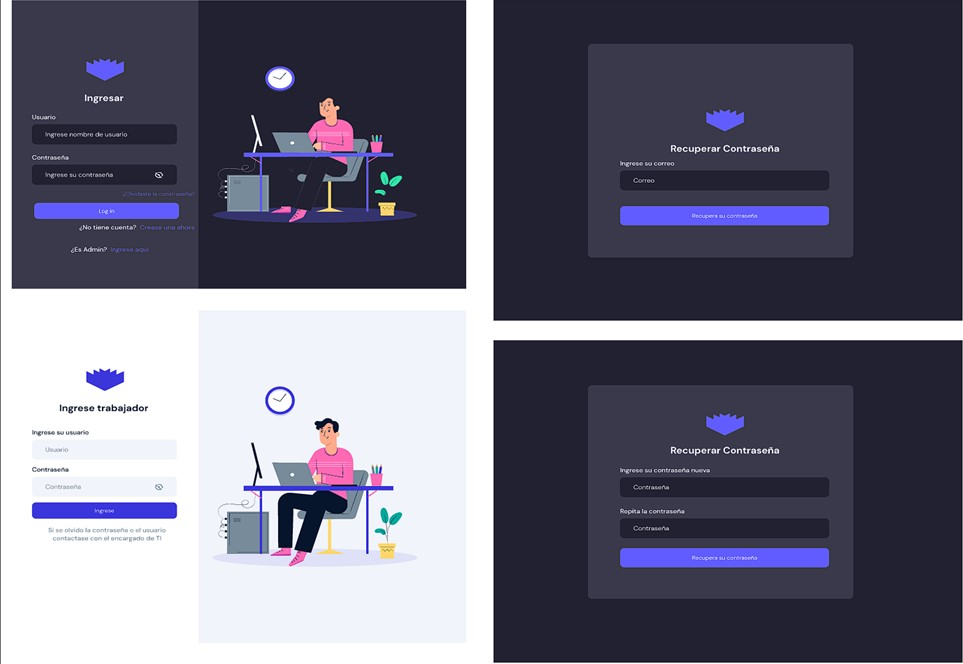 Ingresar
Usuario
Ingrese nombre de usuario
Contraseña
Ingrese su contraseña
¿Olvidaste la contraseña?
Log in
¿No tiene cuenta? Crease una ahora
¿Es Admin? Ingrese aqui
Recuperar Contraseña
Ingrese su correo
Correo
Recupera su contraseña
Ingrese trabajador
Ingrese su usuario
Usuario
Contraseña
Contraseña
Ingrese
Si se olvido la contraseña o el usuario
contactase con el encargado de TI
Recuperar Contraseña
Ingrese su contraseña nueva
Contraseña
Repita la contraseña
Contraseña
Recupera su contraseña